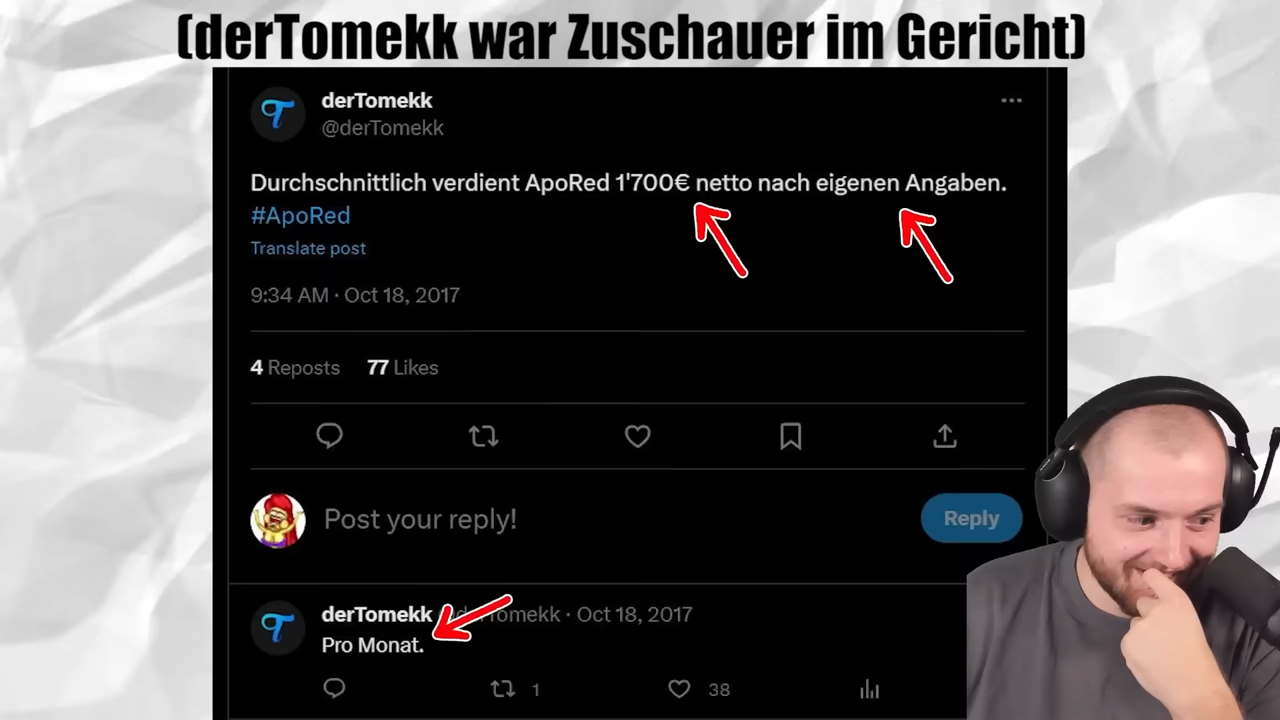 (derTomekk war Zuschauer im Gericht)
derTomekk
@derTomekk
Durchschnittlich verdient ApoRed 1'700€ netto nach eigenen Angaben.
#ApoRed
Translate post
9:34 AM · Oct 18, 2017
4 Reposts 77 Likes
Post your reply!
Reply
derTomekk · Oct 18, 2017
Pro Monat.
1 38